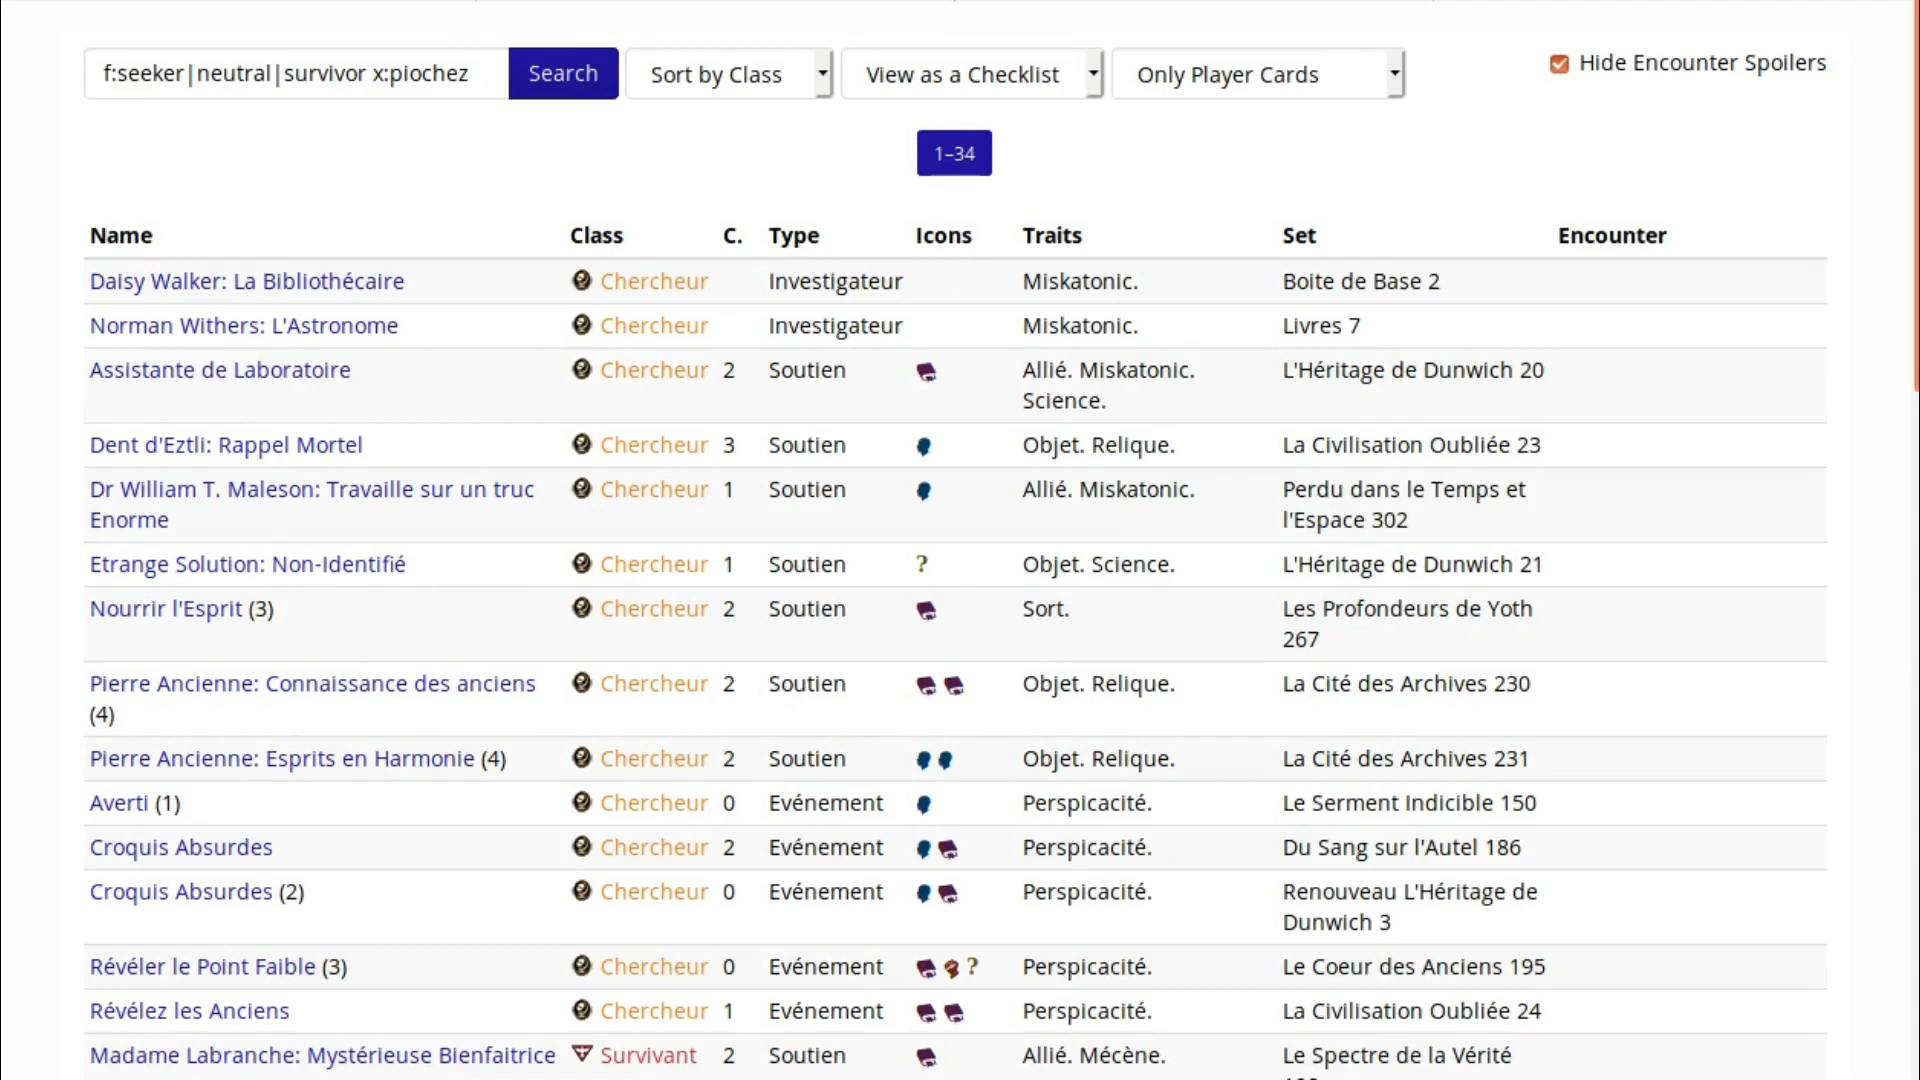 f:seeker|neutral|survivor x:piochez Search Sort by Class View as a Checklist Only Player Cards Hide Encounter Spoilers
1–34
Name Class C. Type Icons Traits Set Encounter
Daisy Walker: La Bibliothécaire Chercheur Investigateur Miskatonic. Boite de Base 2
Norman Withers: L'Astronome Chercheur Investigateur Miskatonic. Livres 7
Assistante de Laboratoire Chercheur 2 Soutien Allié. Miskatonic. L'Héritage de Dunwich 20
Science.
Dent d'Eztli: Rappel Mortel Chercheur 3 Soutien Objet. Relique. La Civilisation Oubliée 23
Dr William T. Maleson: Travaille sur un truc Chercheur 1 Soutien Allié. Miskatonic. Perdu dans le Temps et
Enorme l'Espace 302
Etrange Solution: Non-Identifié Chercheur 1 Soutien ? Objet. Science. L'Héritage de Dunwich 21
Nourrir l'Esprit (3) Chercheur 2 Soutien Sort. Les Profondeurs de Yoth
267
Pierre Ancienne: Connaissance des anciens Chercheur 2 Soutien Objet. Relique. La Cité des Archives 230
(4)
Pierre Ancienne: Esprits en Harmonie (4) Chercheur 2 Soutien Objet. Relique. La Cité des Archives 231
Averti (1) Chercheur 0 Evénement Perspicacité. Le Serment Indicible 150
Croquis Absurdes Chercheur 2 Evénement Perspicacité. Du Sang sur l'Autel 186
Croquis Absurdes (2) Chercheur 0 Evénement Perspicacité. Renouveau L'Héritage de
Dunwich 3
Révéler le Point Faible (3) Chercheur 0 Evénement ? Perspicacité. Le Coeur des Anciens 195
Révélez les Anciens Chercheur 1 Evénement Perspicacité. La Civilisation Oubliée 24
Madame Labranche: Mystérieuse Bienfaitrice Survivant 2 Soutien Allié. Mécène. Le Spectre de la Vérité